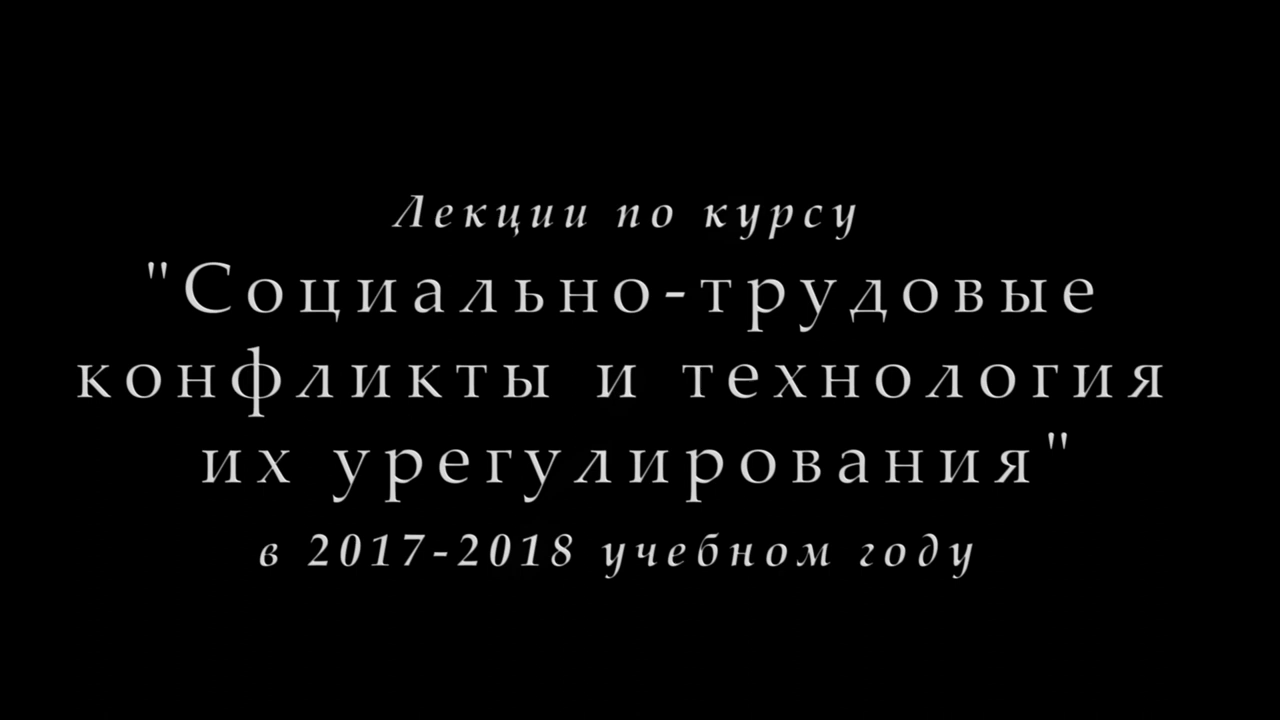 Лекции по курсу
"Социально-трудовые
конфликты и технология
их урегулирования"
в 2017-2018 учебном году